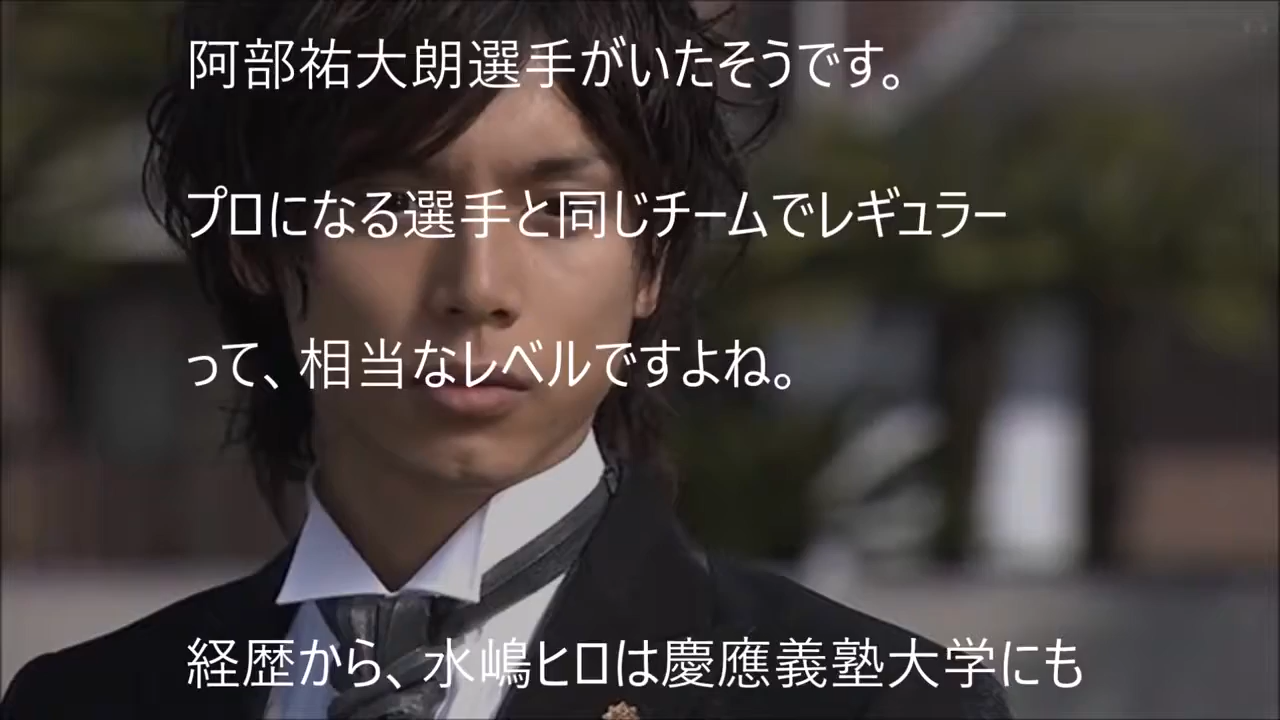 阿部祐大朗選手がいたそうです。
プロになる選手と同じチームでレギュラー
って、相当なレベルですよね。
経歴から、水嶋ヒロは慶應義塾大学にも